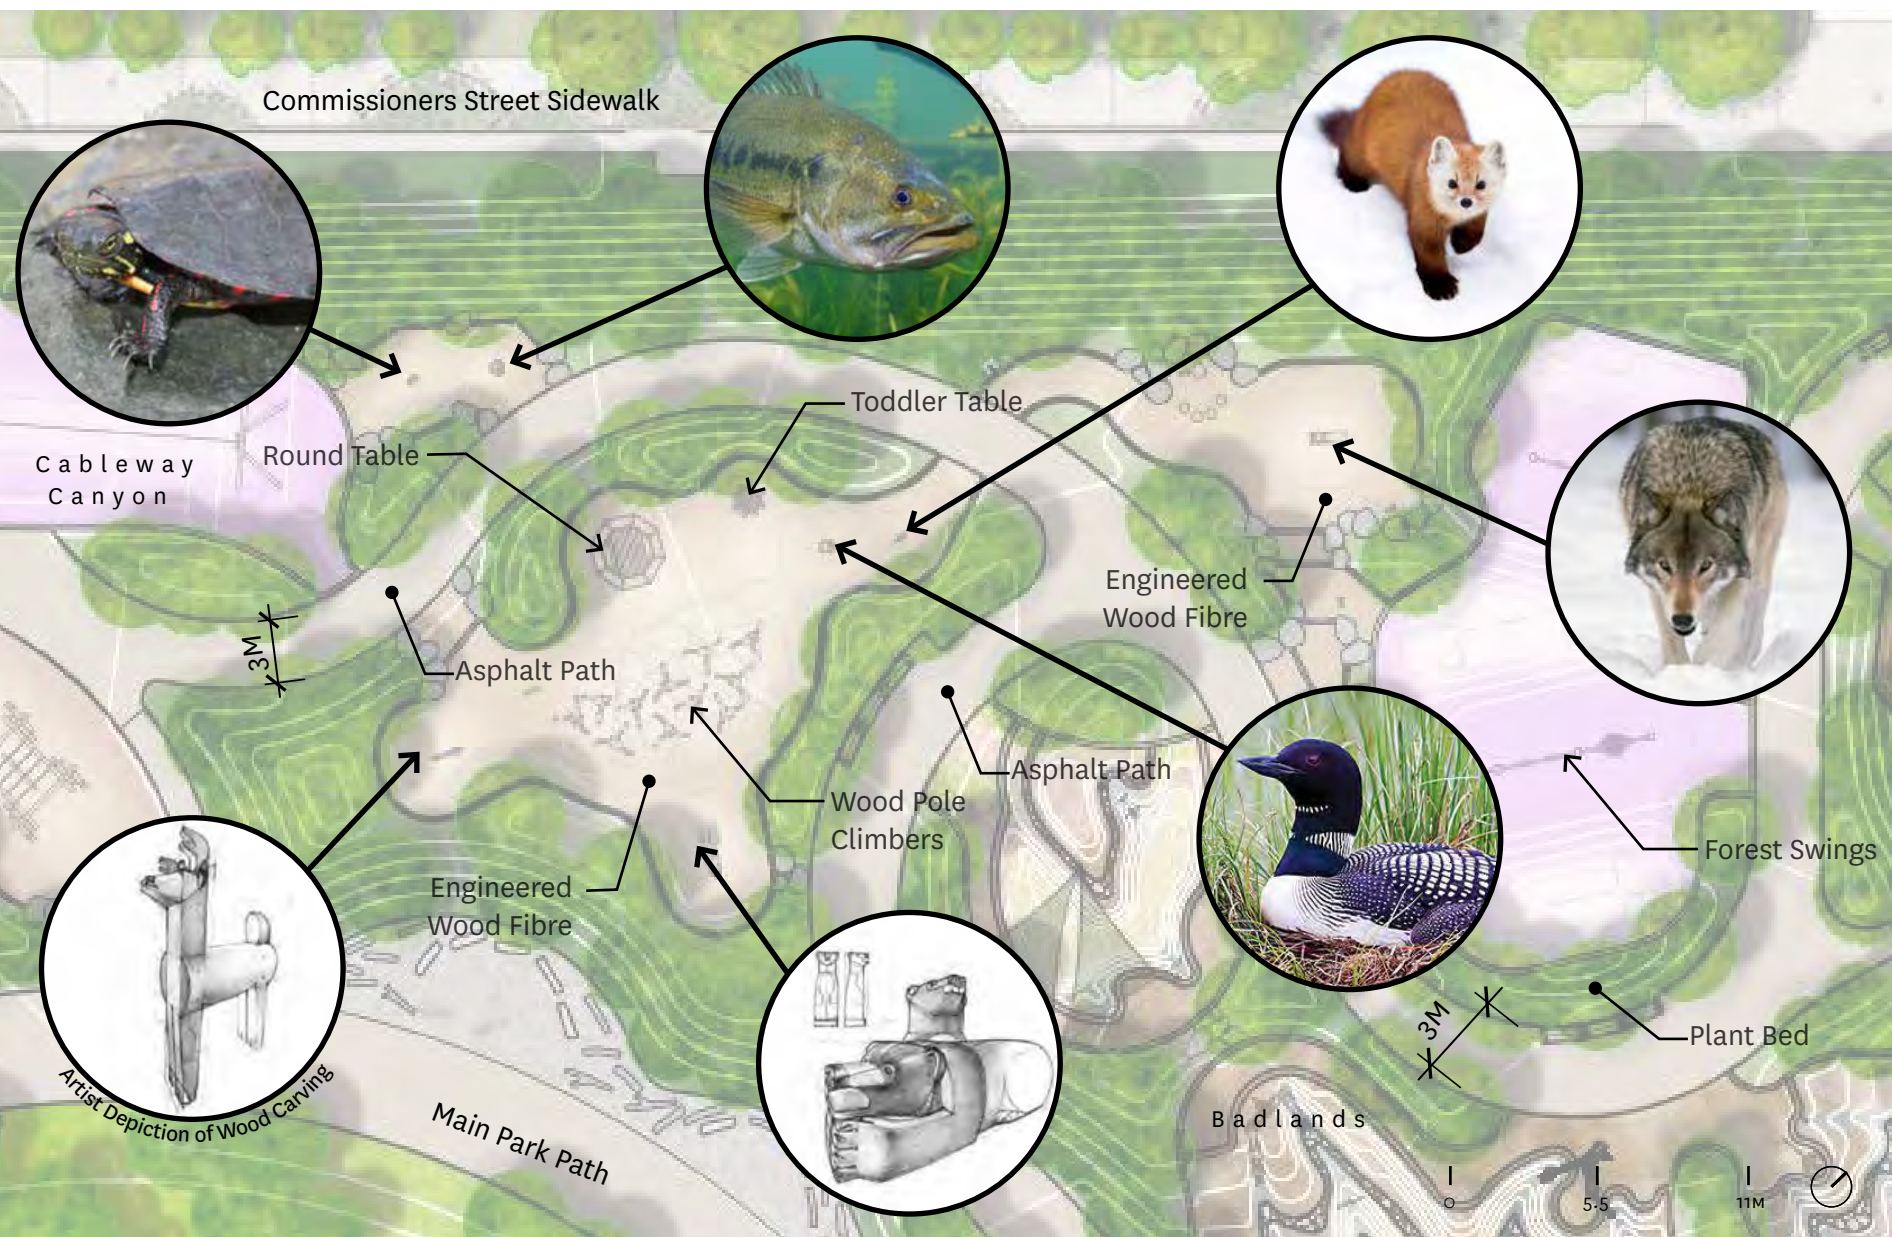 Commissioners Street Sidewalk
Toddler Table
Round Table
Cableway
Canyon
Engineered
Wood Fibre
3M
Asphalt Path
Asphalt Path
Wood Pole
Climbers
Forest Swings
Engineered
Wood Fibre
3M
Plant Bed
Artist Depiction of Wood Carving
Main Park Path
Badlands
0
5.5
11M